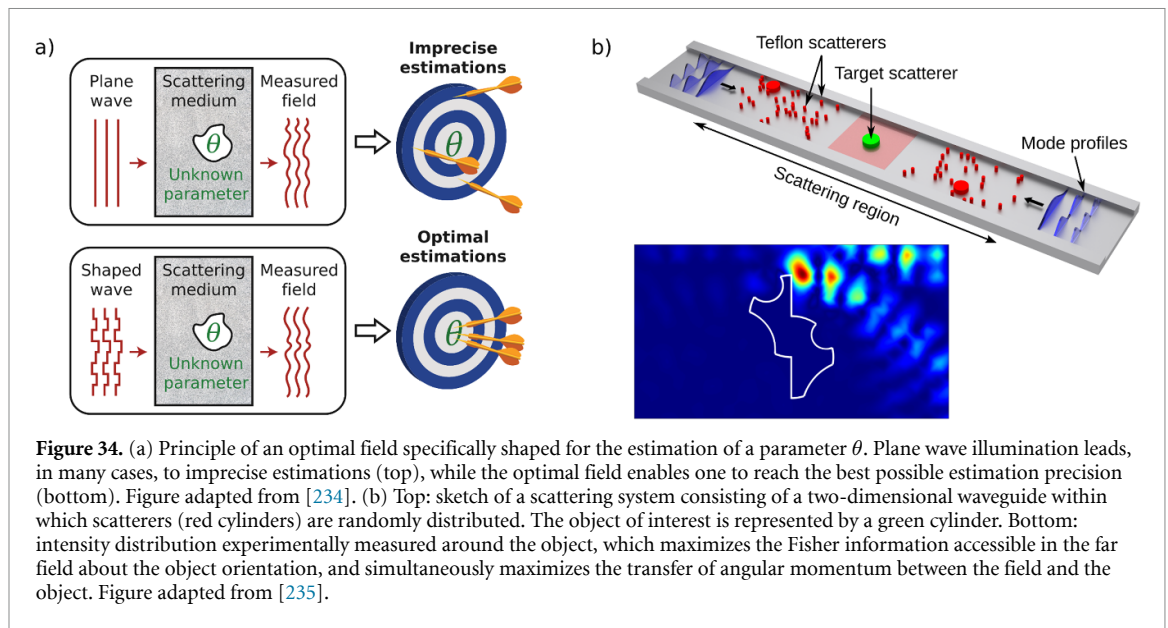 a)
Plane
wave
Scattering
medium
Measured
field
θ
Unknown
parameter
Imprecise
estimations
θ
Shaped
wave
Scattering
medium
Measured
field
θ
Unknown
parameter
Optimal
estimations
θ
b)
Teflon scatterers
Target scatterer
Mode profiles
Scattering region
Figure 34. (a) Principle of an optimal field specifically shaped for the estimation of a parameter θ. Plane wave illumination leads,
in many cases, to imprecise estimations (top), while the optimal field enables one to reach the best possible estimation precision
(bottom). Figure adapted from [234]. (b) Top: sketch of a scattering system consisting of a two-dimensional waveguide within
which scatterers (red cylinders) are randomly distributed. The object of interest is represented by a green cylinder. Bottom:
intensity distribution experimentally measured around the object, which maximizes the Fisher information accessible in the far
field about the object orientation, and simultaneously maximizes the transfer of angular momentum between the field and the
object. Figure adapted from [235].